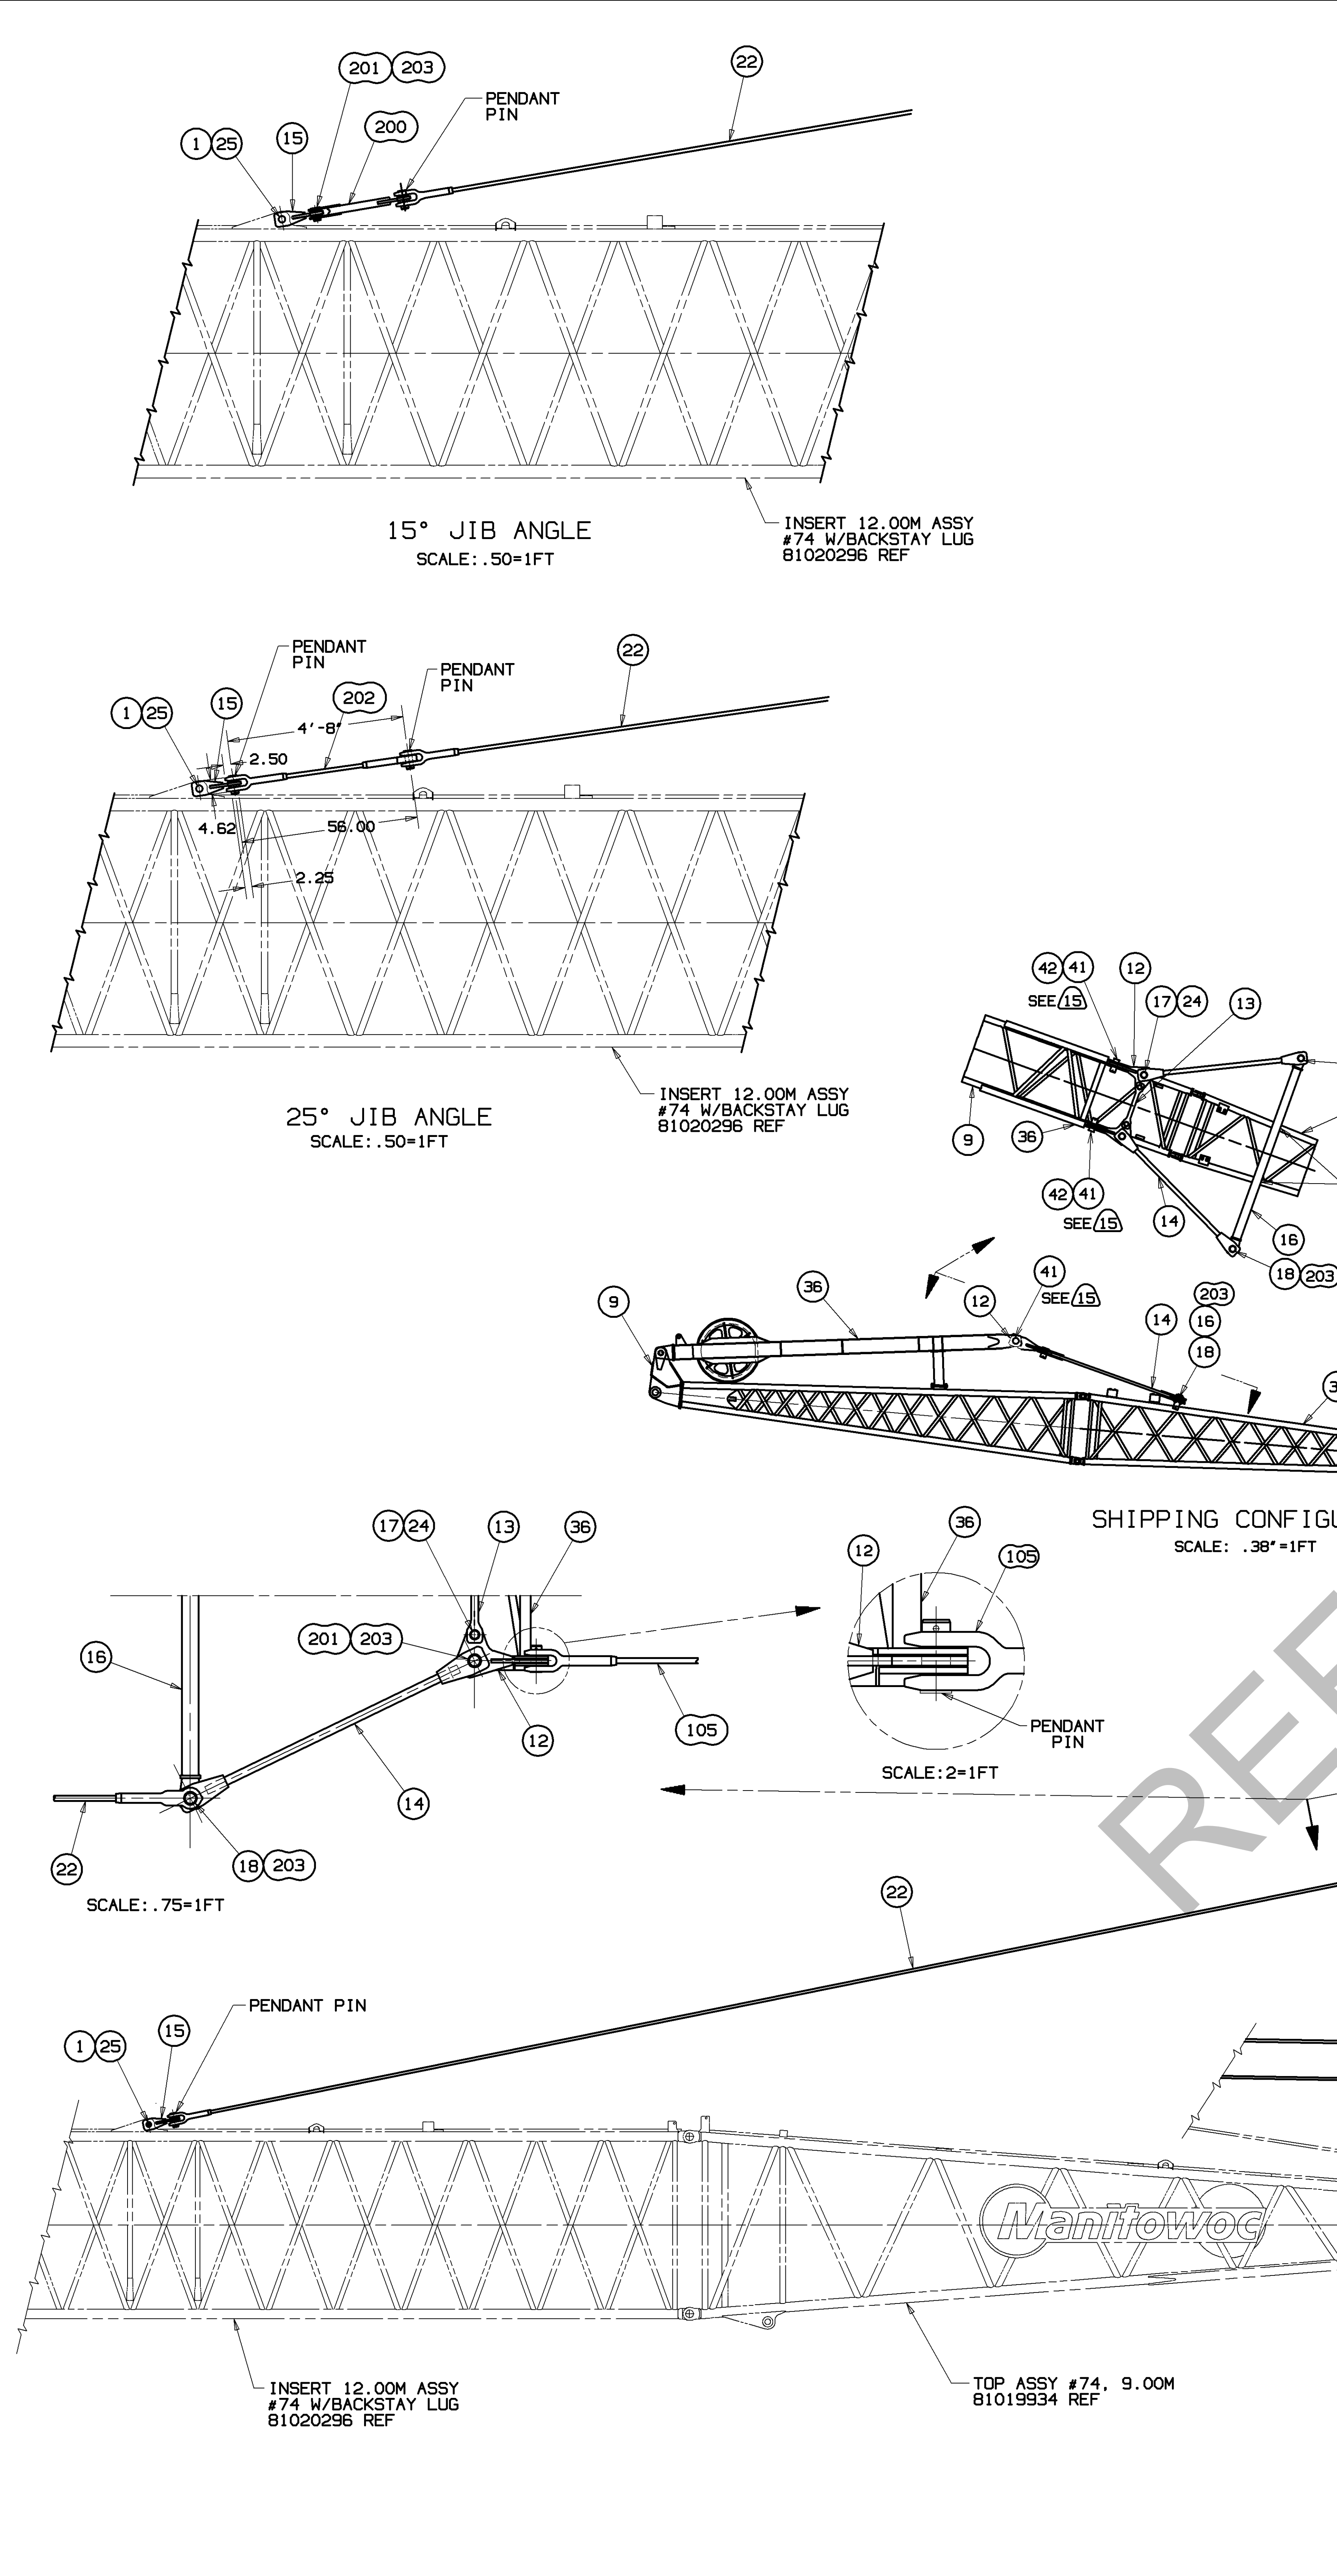 201 203
22
PENDANT
PIN
200
1 25
15
15° JIB ANGLE
SCALE:.50=1FT
INSERT 12.00M ASSY
#74 W/BACKSTAY LUG
81020296 REF
PENDANT
PIN
22
PENDANT
PIN
202
15
1 25
4'-8"
2.50
4.62
56.00
2.25
25° JIB ANGLE
SCALE:.50=1FT
INSERT 12.00M ASSY
#74 W/BACKSTAY LUG
81020296 REF
42 41
12
SEE 15
17 24
13
9
36
42 41
SEE 15
14
16
18 203
41
SEE 15
36
12
9
203
14
16
18
3
SHIPPING CONFIGU
SCALE: .38"=1FT
17 24
13
36
201 203
16
12
105
14
22
18 203
SCALE:.75=1FT
36
12
105
PENDANT
PIN
SCALE:2=1FT
REF
22
PENDANT PIN
15
1 25
Manitowoc
INSERT 12.00M ASSY
#74 W/BACKSTAY LUG
81020296 REF
TOP ASSY #74, 9.00M
81019934 REF